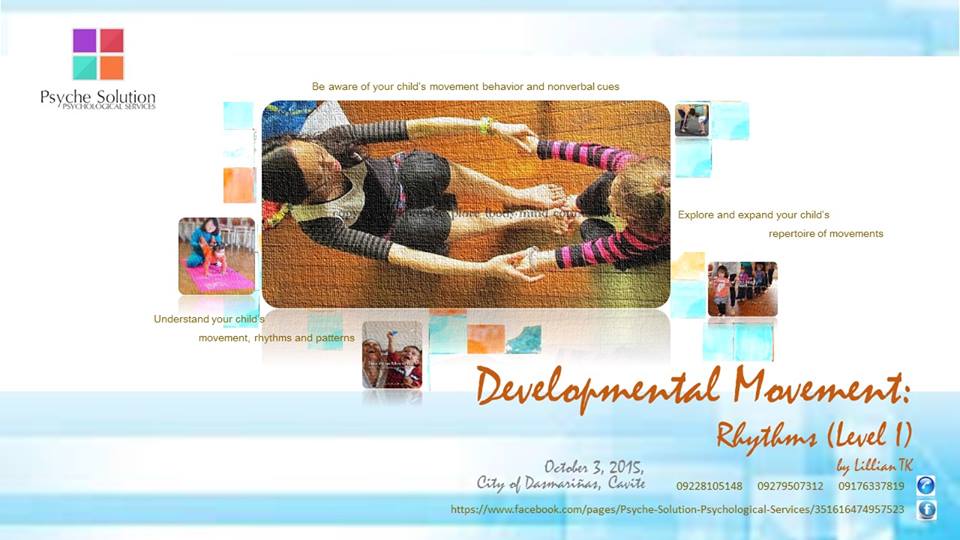 Psyche Solution
PSYCHOLOGICAL SERVICES
Be aware of your child's movement behavior and nonverbal cues
Explore and expand your child's
repertoire of movements
Understand your child's
movement, rhythms and patterns
Developmental Movement:
Rhythms (Level I)
by Lillian TK
October 3, 2015,
City of Dasmariñas, Cavite
09228105148 09279507312 09176337819
https://www.facebook.com/pages/Psyche-Solution-Psychological-Services/351616474957523